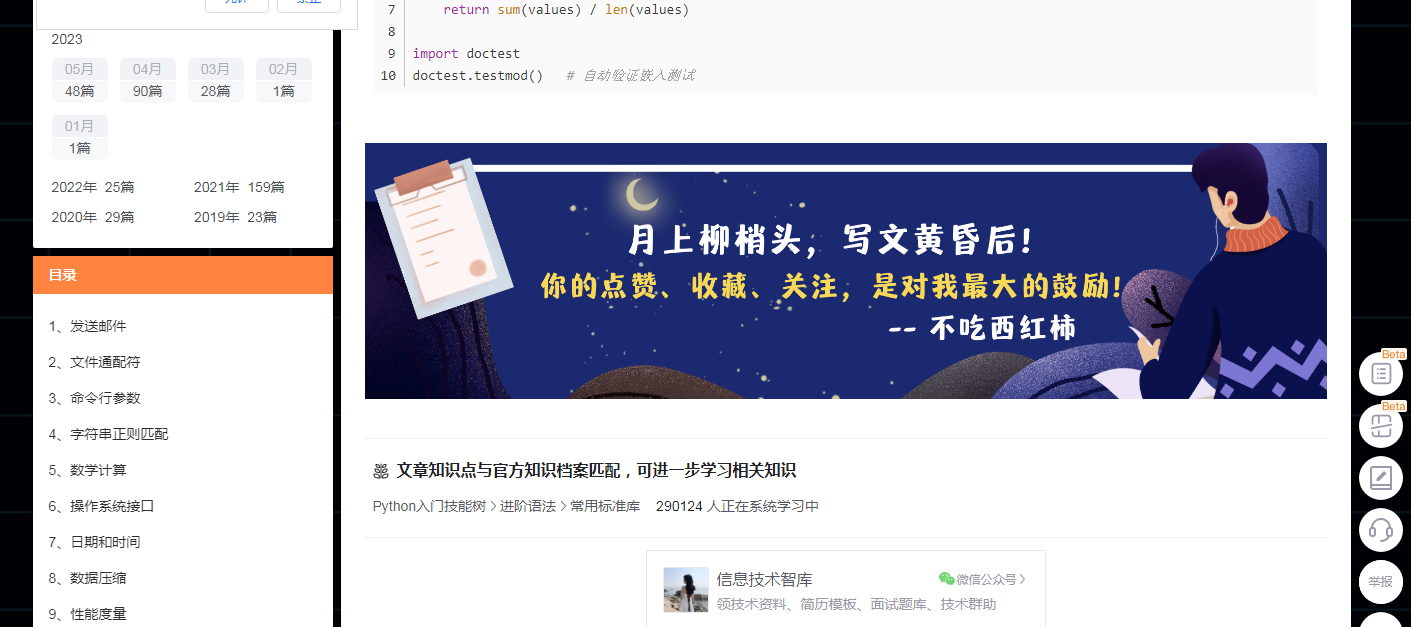 2023
05月 04月 03月 02月
48篇 90篇 28篇 1篇
01月
1篇
2022年 25篇 2021年 159篇
2020年 29篇 2019年 23篇
目录
1、发送邮件
2、文件通配符
3、命令行参数
4、字符串正则匹配
5、数学计算
6、操作系统接口
7、日期和时间
8、数据压缩
9、性能度量
7 return sum(values) / len(values)
8
9 import doctest
10 doctest.testmod() # 自动验证嵌入测试
月上柳梢头，写文黄昏后!
你的点赞、收藏、关注，是对我最大的鼓励!
-- 不吃西红柿
文章知识点与官方知识档案匹配，可进一步学习相关知识
Python入门技能树 > 进阶语法 > 常用标准库 290124 人正在系统学习中
信息技术智库 微信公众号 >
领技术资料、简历模板、面试题库、技术群助
Beta
Beta
举报